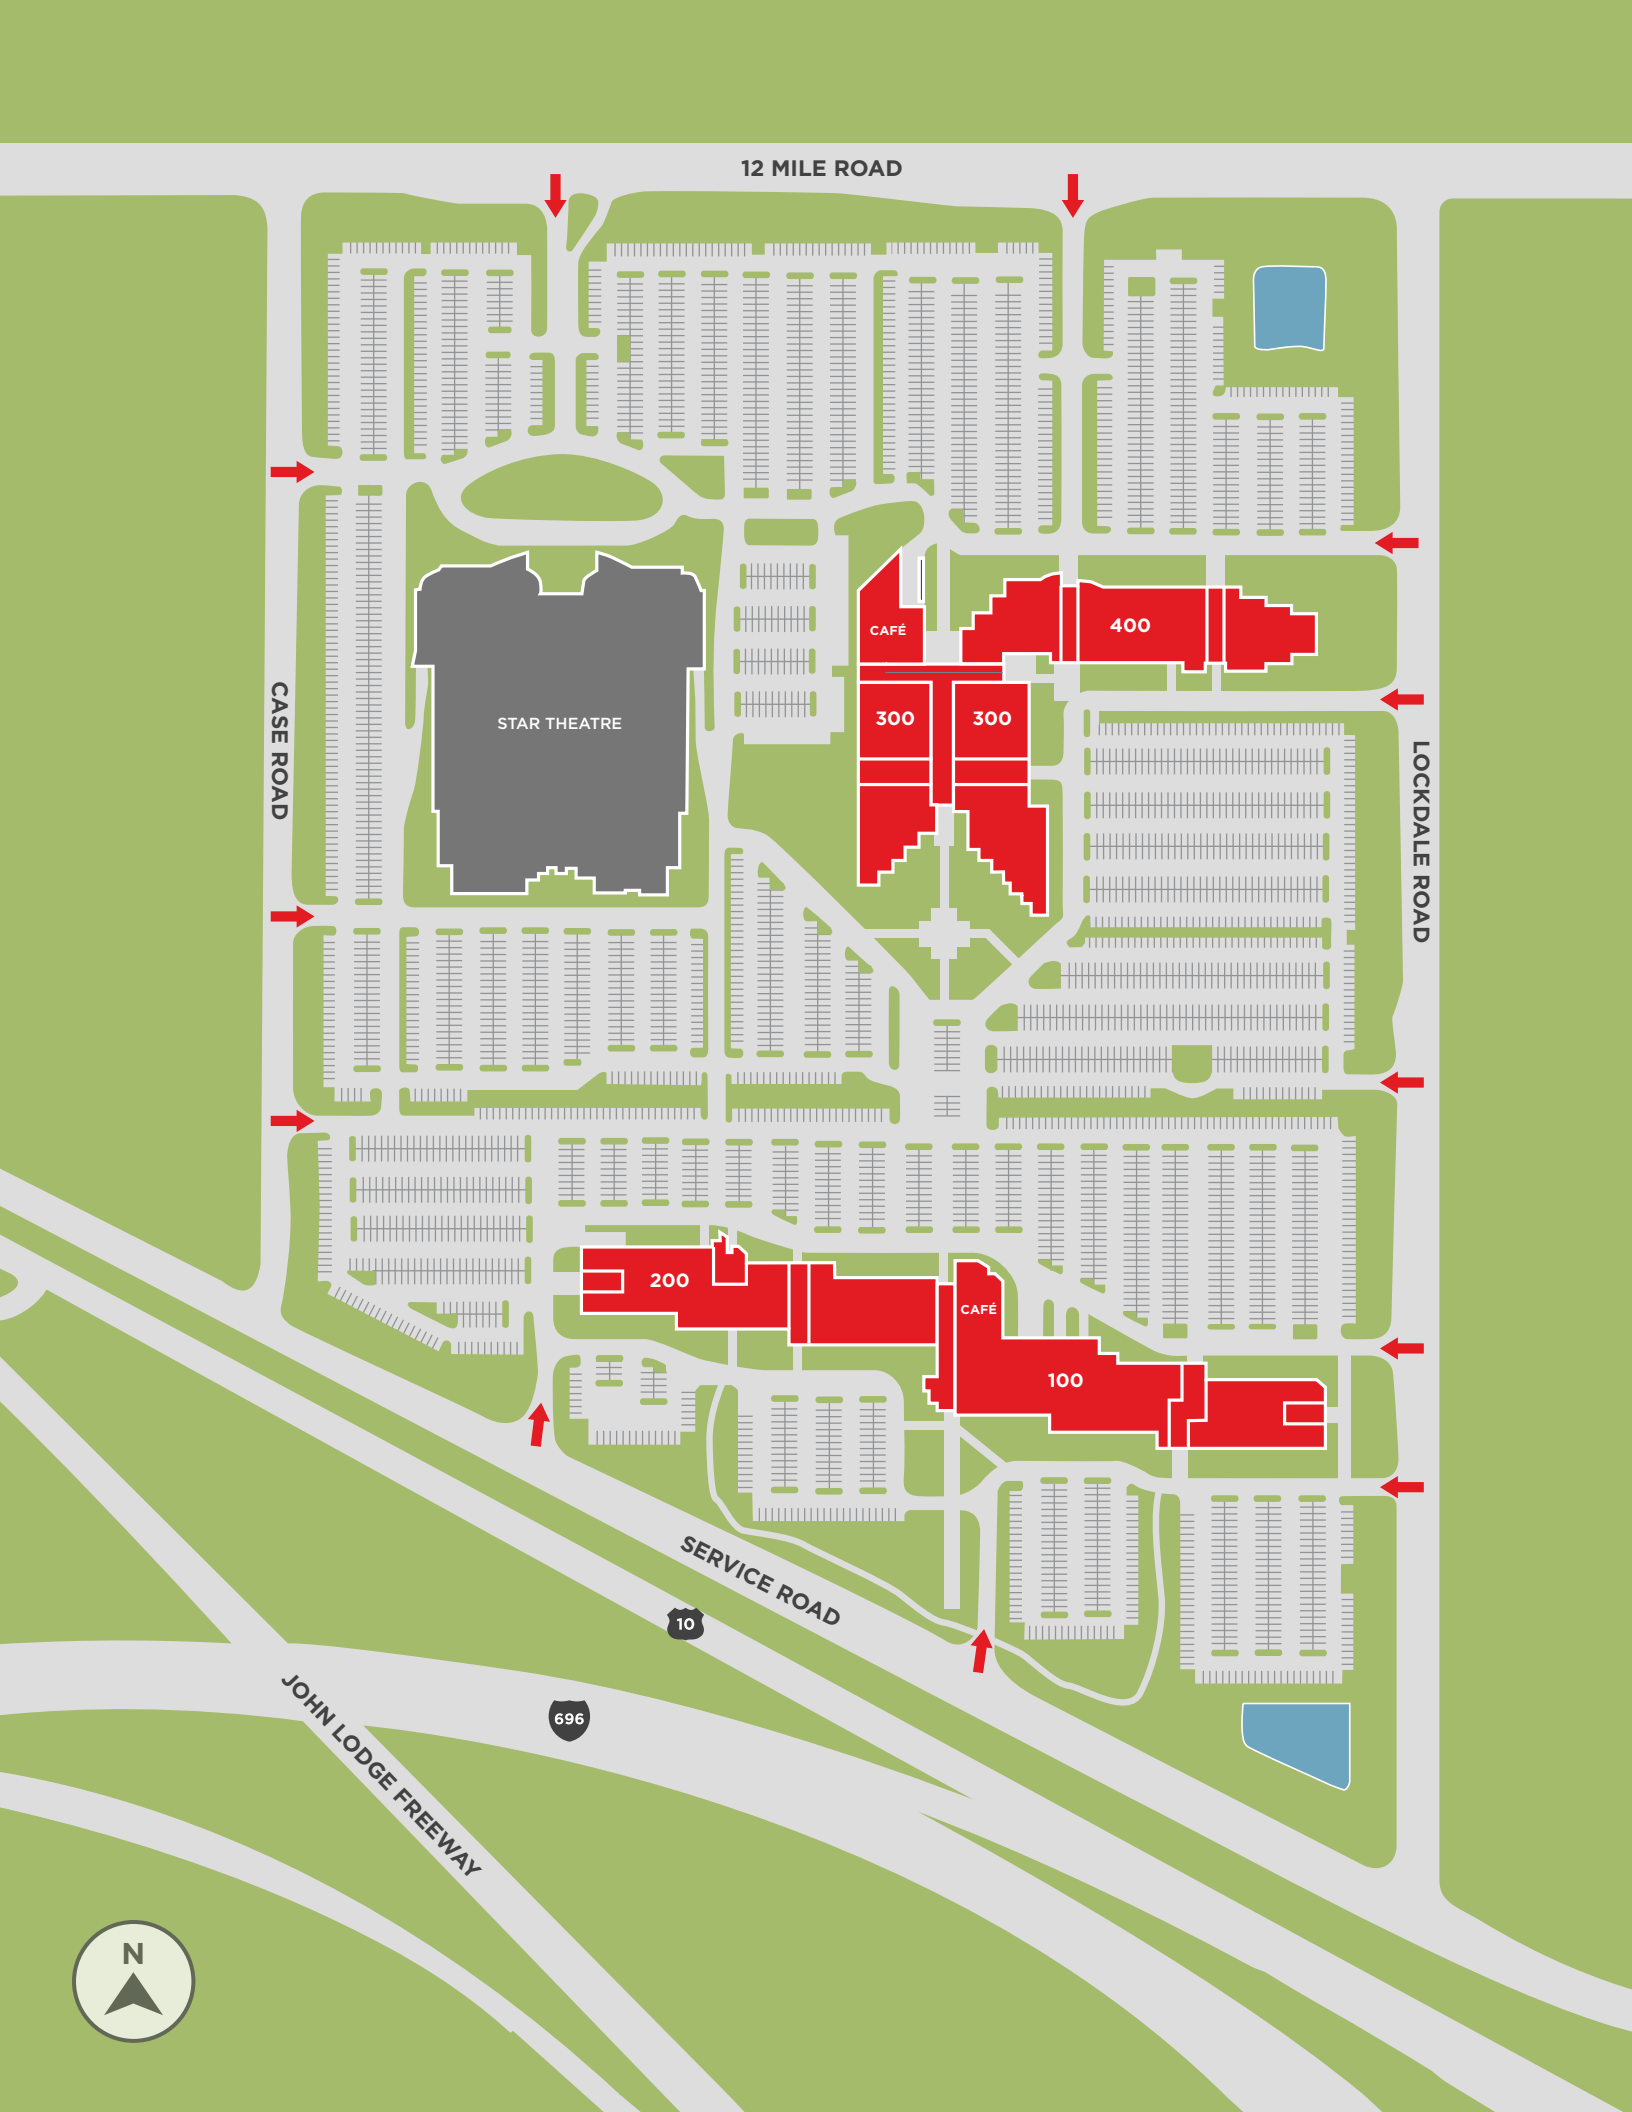 12 MILE ROAD
CAFÉ
400
CASE ROAD
STAR THEATRE
300
300
LOCKDALE ROAD
200
CAFÉ
100
SERVICE ROAD
10
JOHN LODGE FREEWAY
696
N